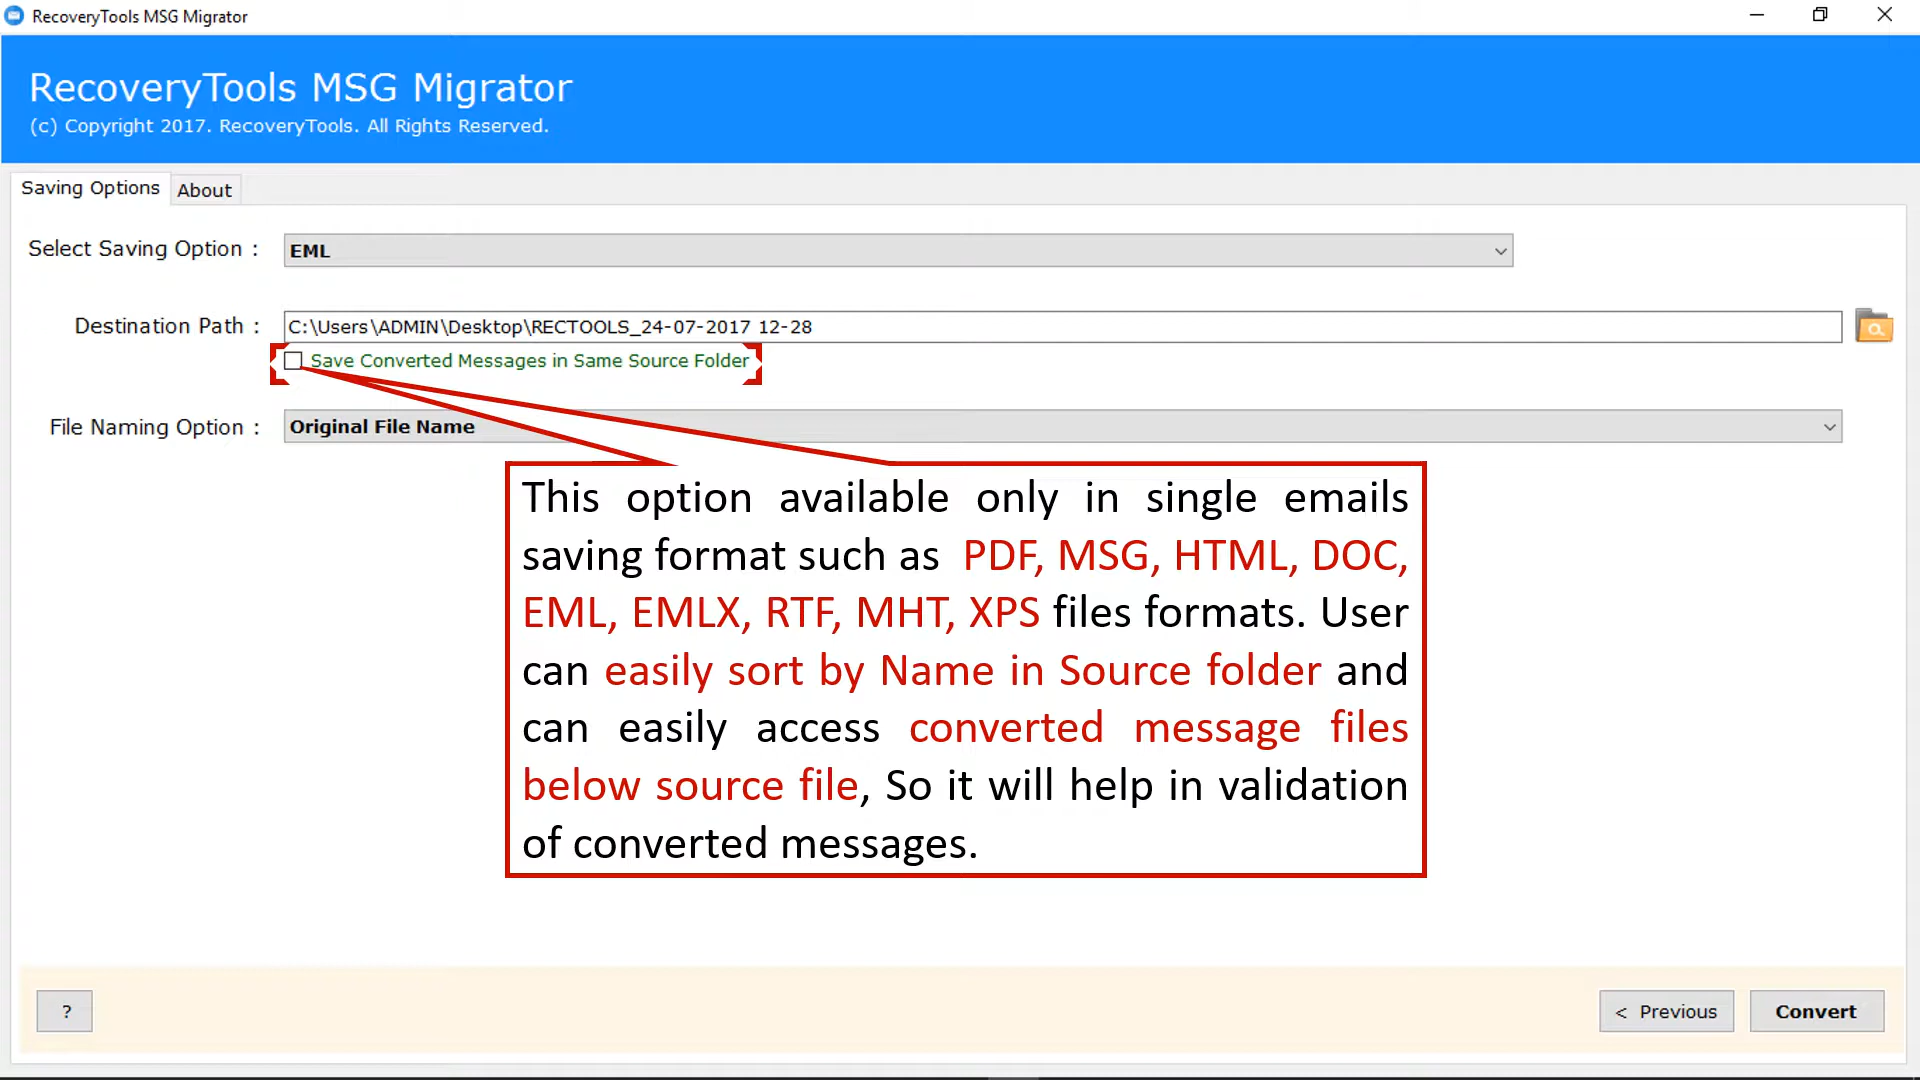 RecoveryTools MSG Migrator
RecoveryTools MSG Migrator
(c) Copyright 2017. RecoveryTools. All Rights Reserved.
Saving Options About
Select Saving Option : EML
Destination Path : C:\Users\ADMIN\Desktop\RECTOOLS_24-07-2017 12-28
Save Converted Messages in Same Source Folder
File Naming Option : Original File Name
This option available only in single emails
saving format such as PDF, MSG, HTML, DOC,
EML, EMLX, RTF, MHT, XPS files formats. User
can easily sort by Name in Source folder and
can easily access converted message files
below source file, So it will help in validation
of converted messages.
? < Previous Convert